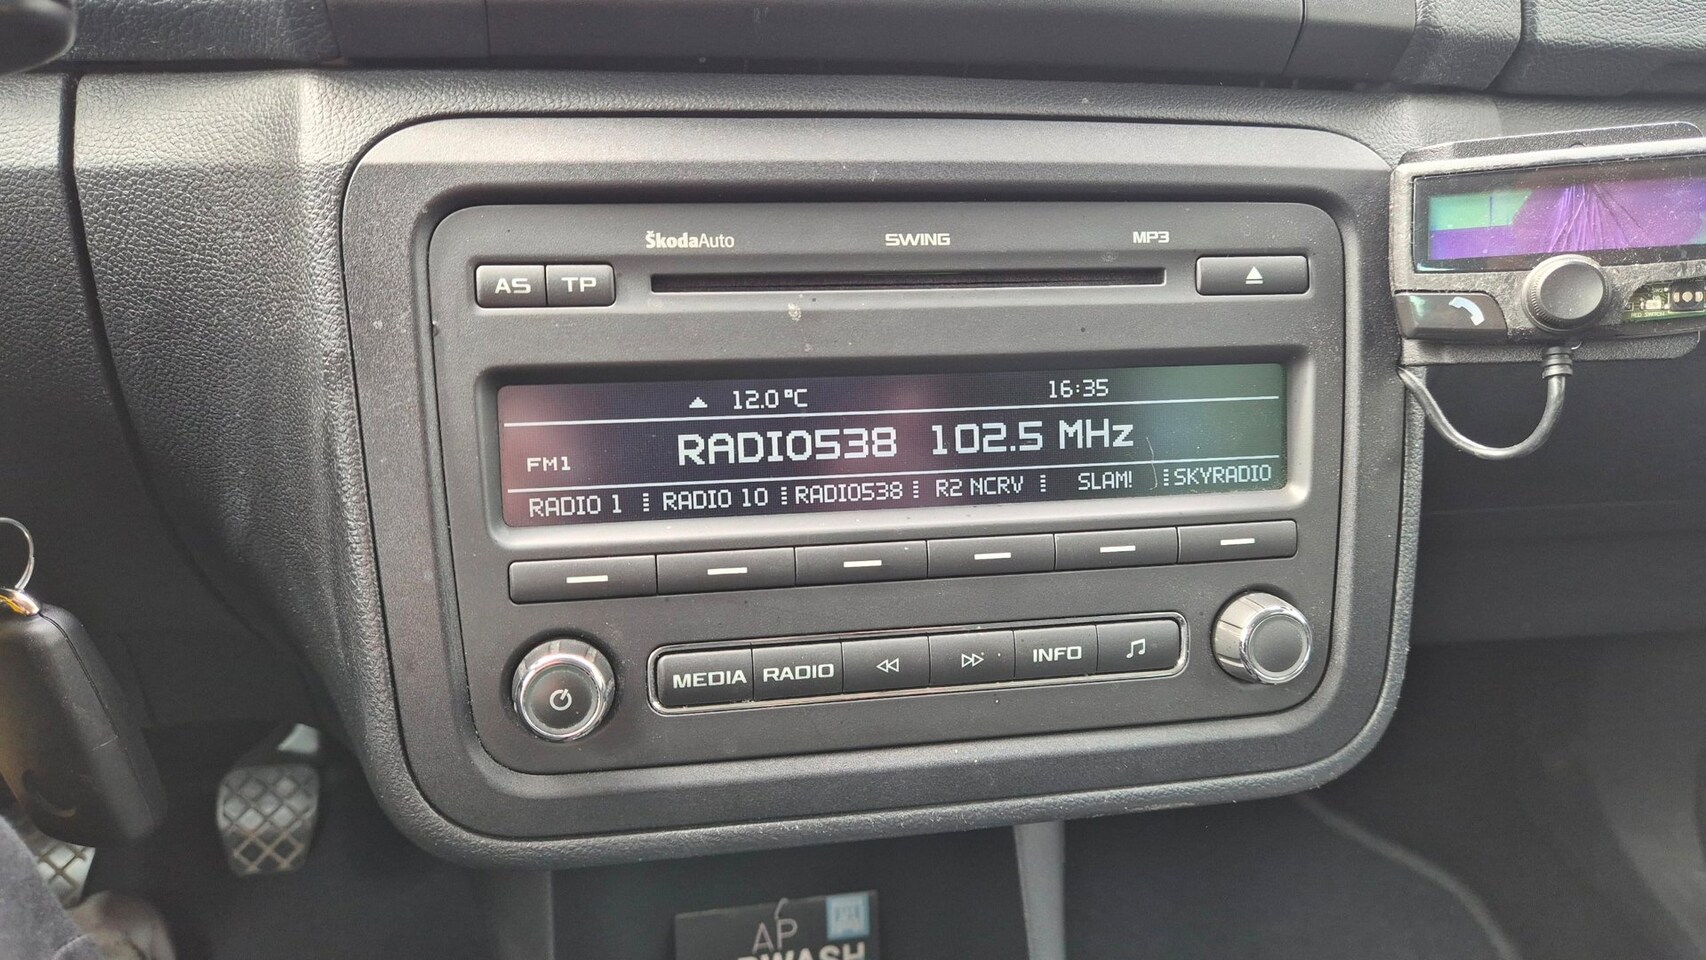 ŠkodaAuto SWING MP3
AS TP
12.0°C 16:35
FM1 RADIO538 102.5 MHz
RADIO 1 RADIO 10 RADIO538 R2 NCRV SLAM! SKYRADIO
MEDIA RADIO INFO
AP